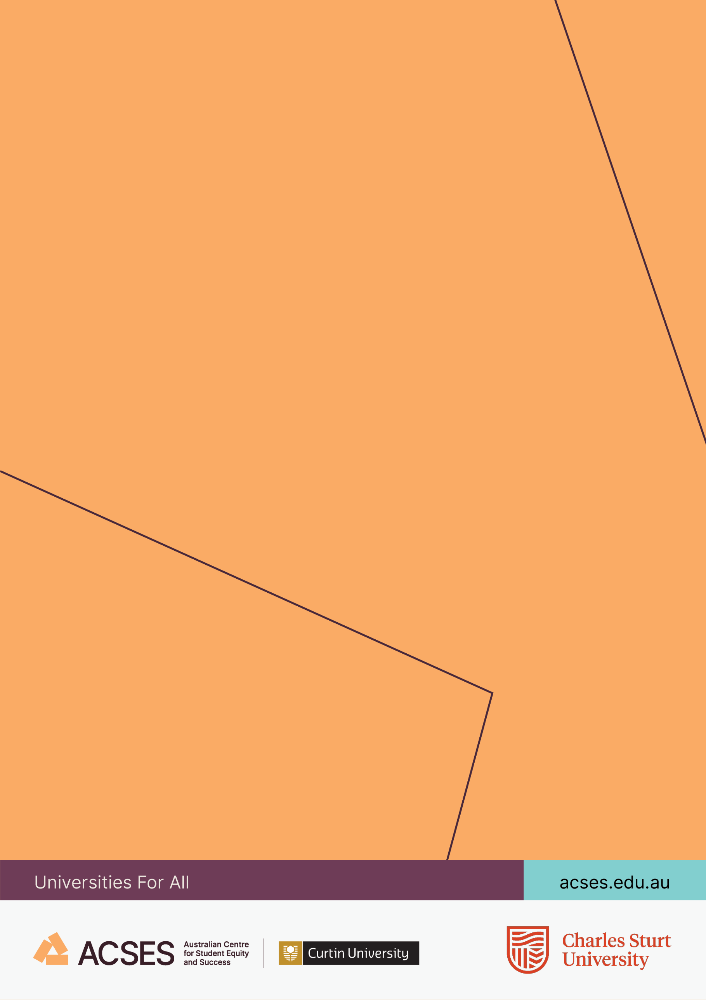 Universities For All
acses.edu.au
ACSES
Australian Centre
for Student Equity
and Success
Curtin University
Charles Sturt
University